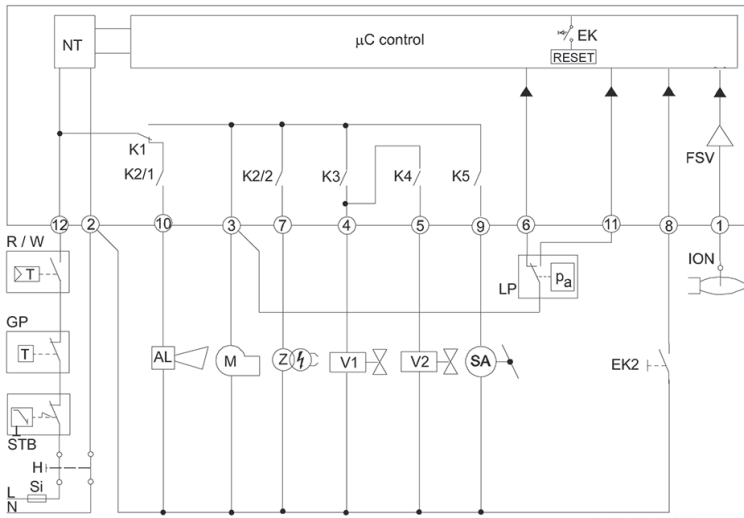 NT
μC control
EK
RESET
K1
K2/1
K2/2
K3
K4
K5
FSV
12
2
10
3
7
4
5
9
6
11
8
1
R / W
T
LP
pa
ION
GP
T
AL
M
Z
V1
V2
SA
EK2
STB
H
Si
L
N